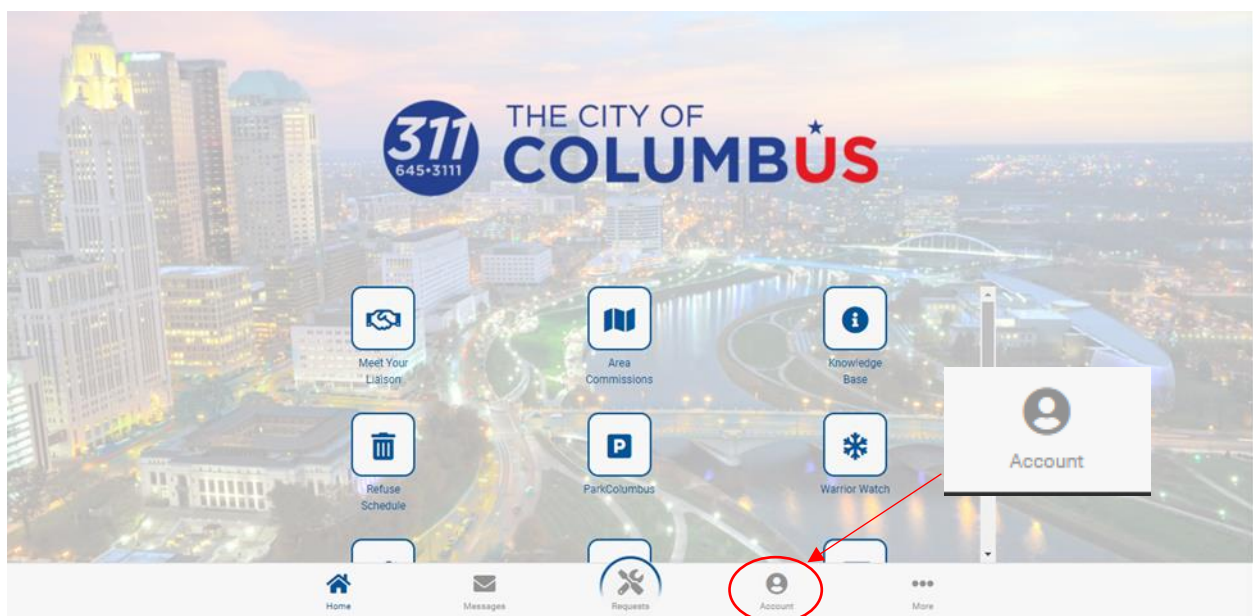 311
645•3111
THE CITY OF
COLUMBUS
Meet Your
Liaison
Area
Commissions
Knowledge
Base
Refuse
Schedule
P
ParkColumbus
Warrior Watch
Account
Home
Messages
Requests
Account
More